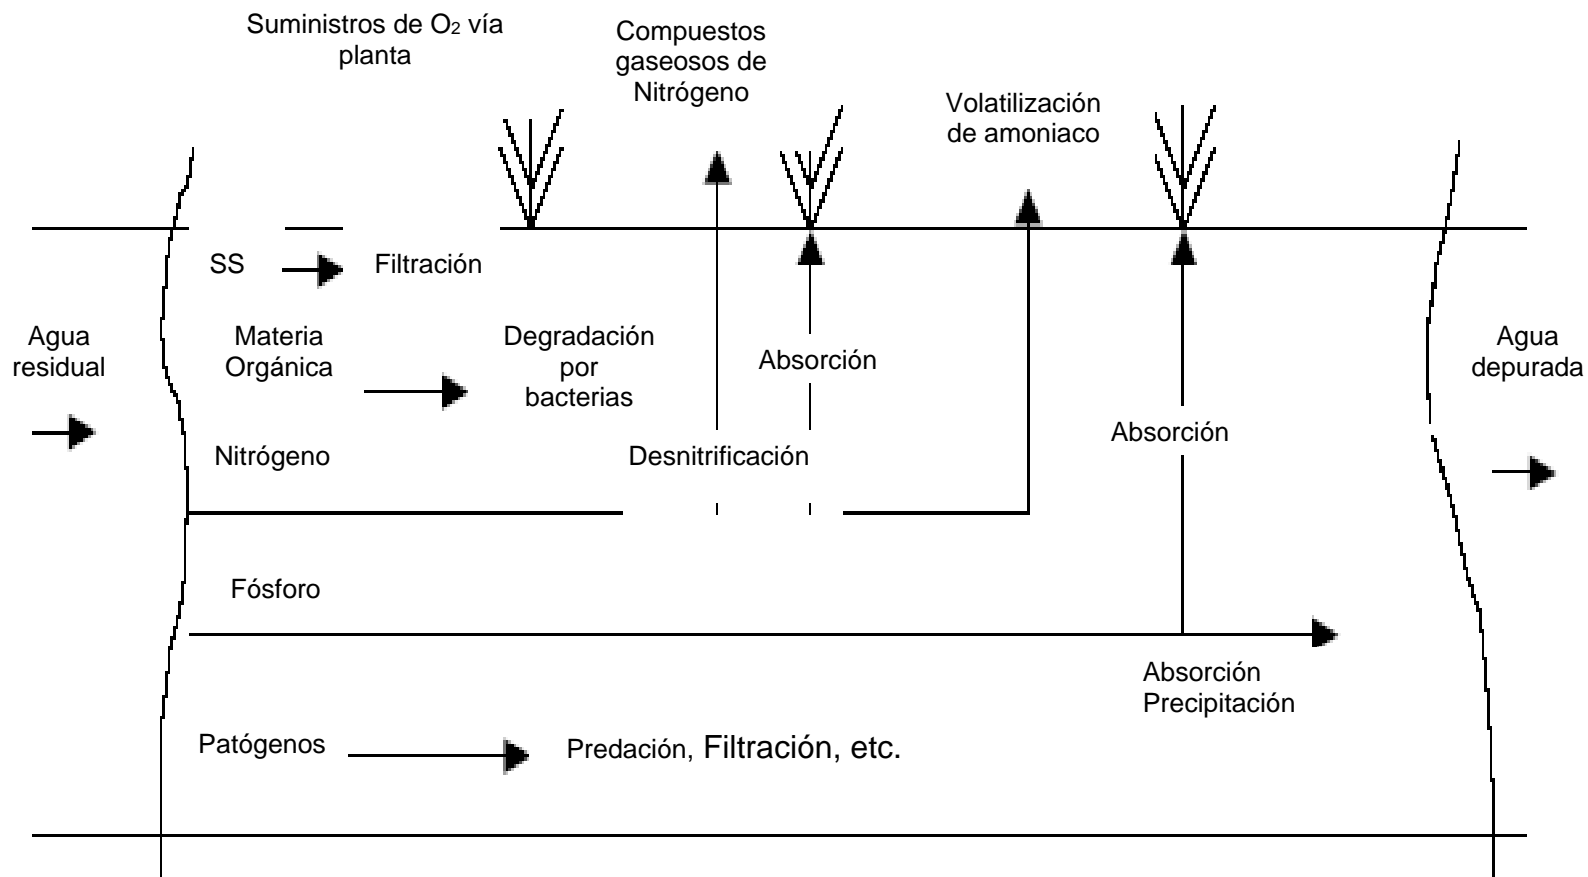 Suministros de O₂ vía
planta
Compuestos
gaseosos de
Nitrógeno
Volatilización
de amoniaco
SS
Filtración
Agua
residual
Materia
Orgánica
Degradación
por
bacterias
Absorción
Agua
depurada
Absorción
Nitrógeno
Desnitrificación
Fósforo
Absorción
Precipitación
Patógenos
Predación, Filtración, etc.